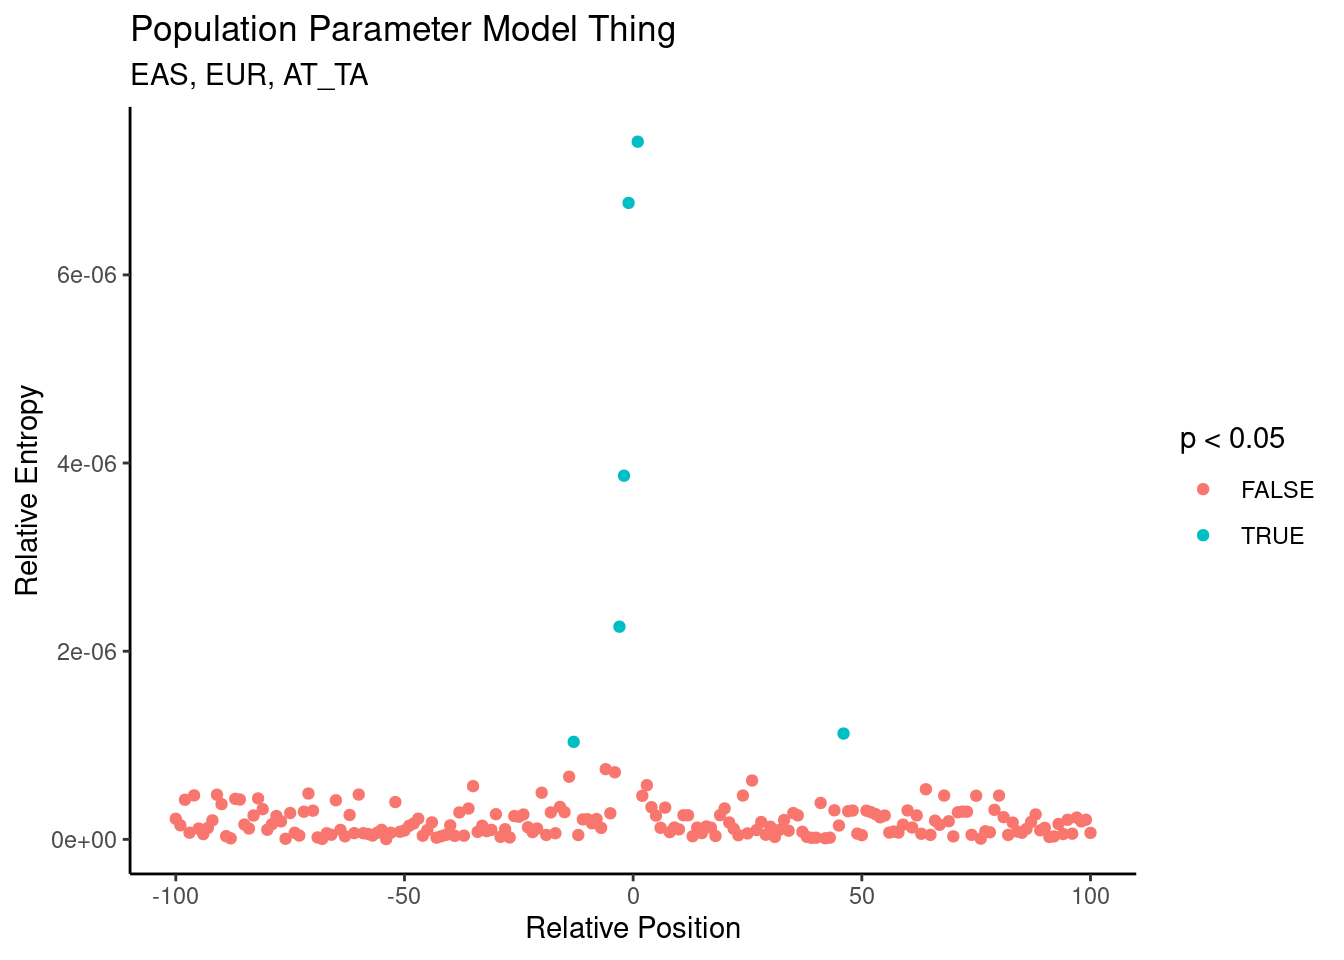 Population Parameter Model Thing
EAS, EUR, AT_TA
6e-06
4e-06
2e-06
0e+00
Relative Entropy
-100
-50
0
50
100
Relative Position
p < 0.05
FALSE
TRUE